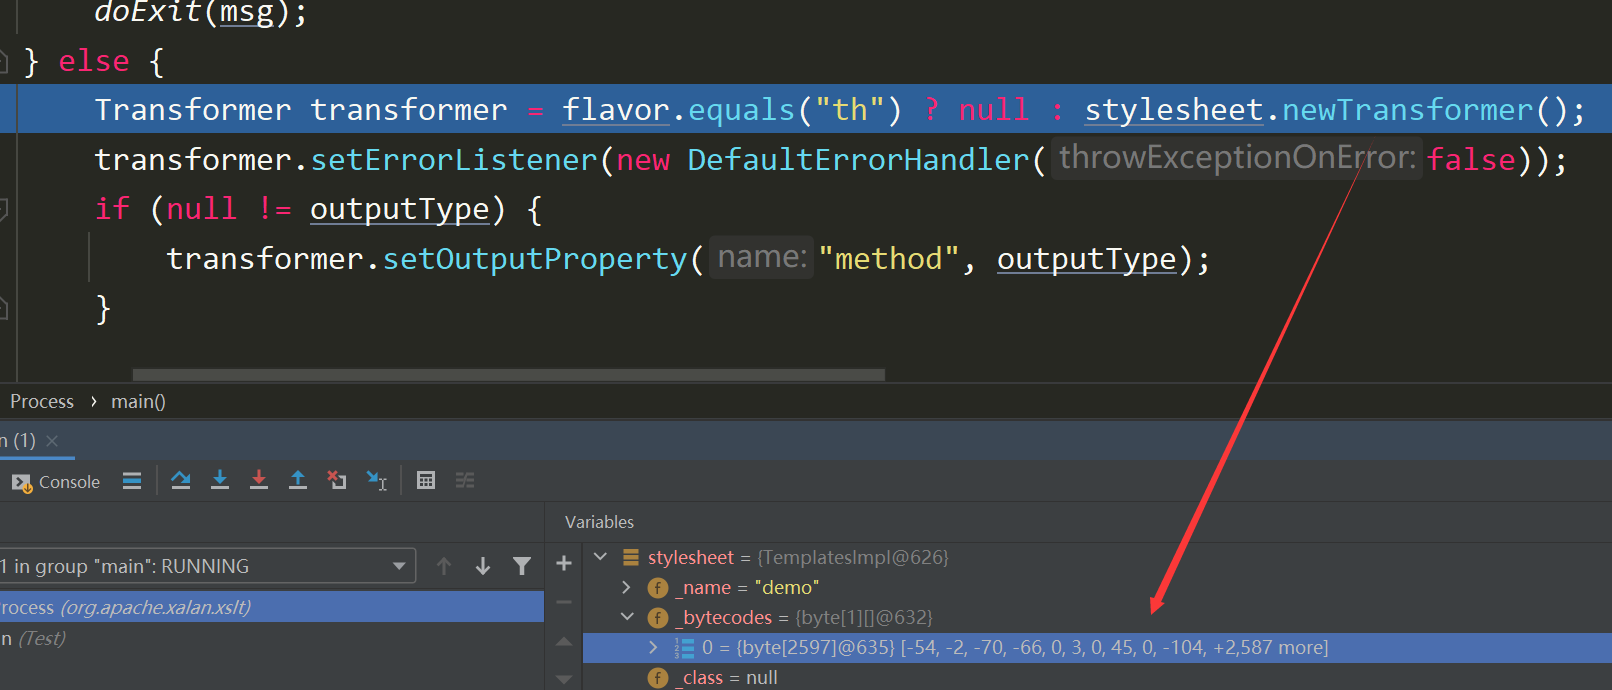 doExit(msg);
} else {
Transformer transformer = flavor.equals("th") ? null : stylesheet.newTransformer();
transformer.setErrorListener(new DefaultErrorHandler( throwExceptionOnError: false));
if (null != outputType) {
transformer.setOutputProperty( name: "method", outputType);
}
Process › main()
n (1) ×
Console
Variables
1 in group "main": RUNNING
stylesheet = {TemplatesImpl@626}
f _name = "demo"
rocess (org.apache.xalan.xslt)
f _bytecodes = {byte[1][]@632}
n (Test)
0 = {byte[2597]@635} [-54, -2, -70, -66, 0, 3, 0, 45, 0, -104, +2,587 more]
f _class = null